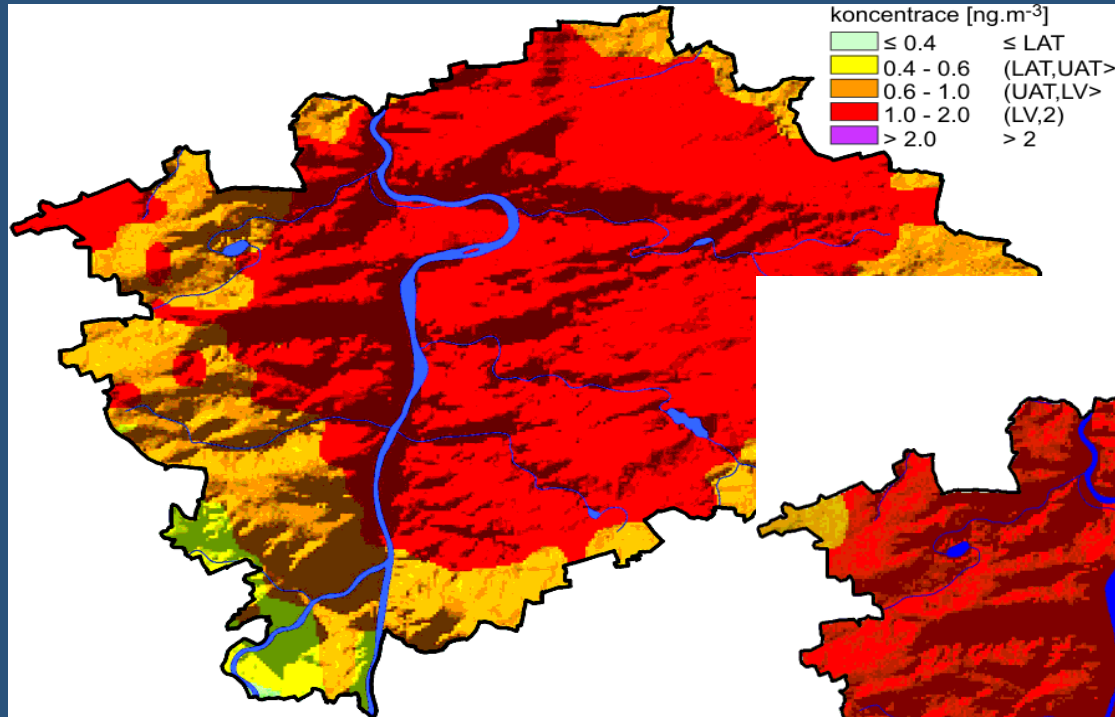 koncentrace [ng.m-3]
≤ 0.4 ≤ LAT
0.4 - 0.6 (LAT,UAT>
0.6 - 1.0 (UAT,LV>
1.0 - 2.0 (LV,2)
> 2.0 > 2